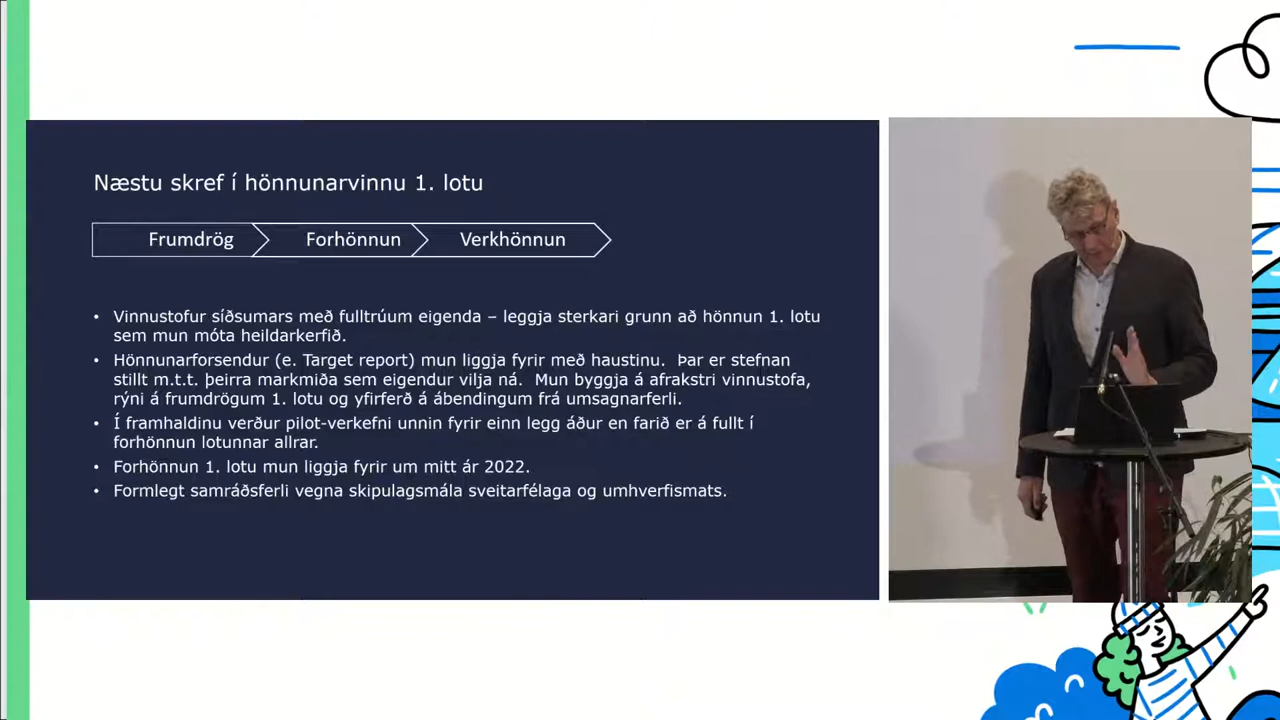 Næstu skref í hönnunarvinnu 1. lotu
Frumdrög Forhönnun Verkhönnun
• Vinnustofur síðsumars með fulltrúum eigenda – leggja sterkari grunn að hönnun 1. lotu
sem mun móta heildarkerfið.
• Hönnunarforsendur (e. Target report) mun liggja fyrir með haustinu.  Þar er stefnan
stillt m.t.t. þeirra markmiða sem eigendur vilja ná.  Mun byggja á afrakstri vinnustofa,
rýni á frumdrögum 1. lotu og yfirferð á ábendingum frá umsagnarferli.
• Í framhaldinu verður pilot-verkefni unnin fyrir einn legg áður en farið er á fullt í
forhönnun lotunnar allrar.
• Forhönnun 1. lotu mun liggja fyrir um mitt ár 2022.
• Formlegt samráðsferli vegna skipulagsmála sveitarfélaga og umhverfismats.